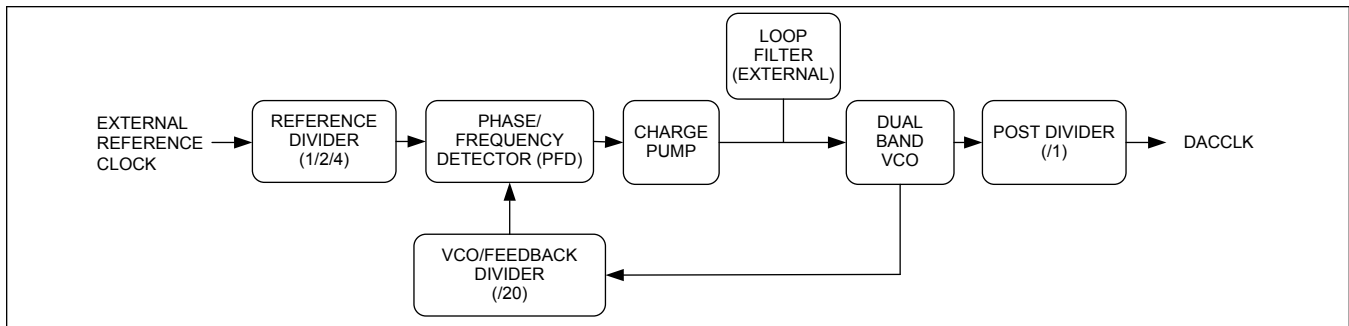 EXTERNAL
REFERENCE
CLOCK
REFERENCE
DIVIDER
(1/2/4)
PHASE/
FREQUENCY
DETECTOR (PFD)
CHARGE
PUMP
LOOP
FILTER
(EXTERNAL)
DUAL
BAND
VCO
POST DIVIDER
(/1)
DACCLK
VCO/FEEDBACK
DIVIDER
(/20)